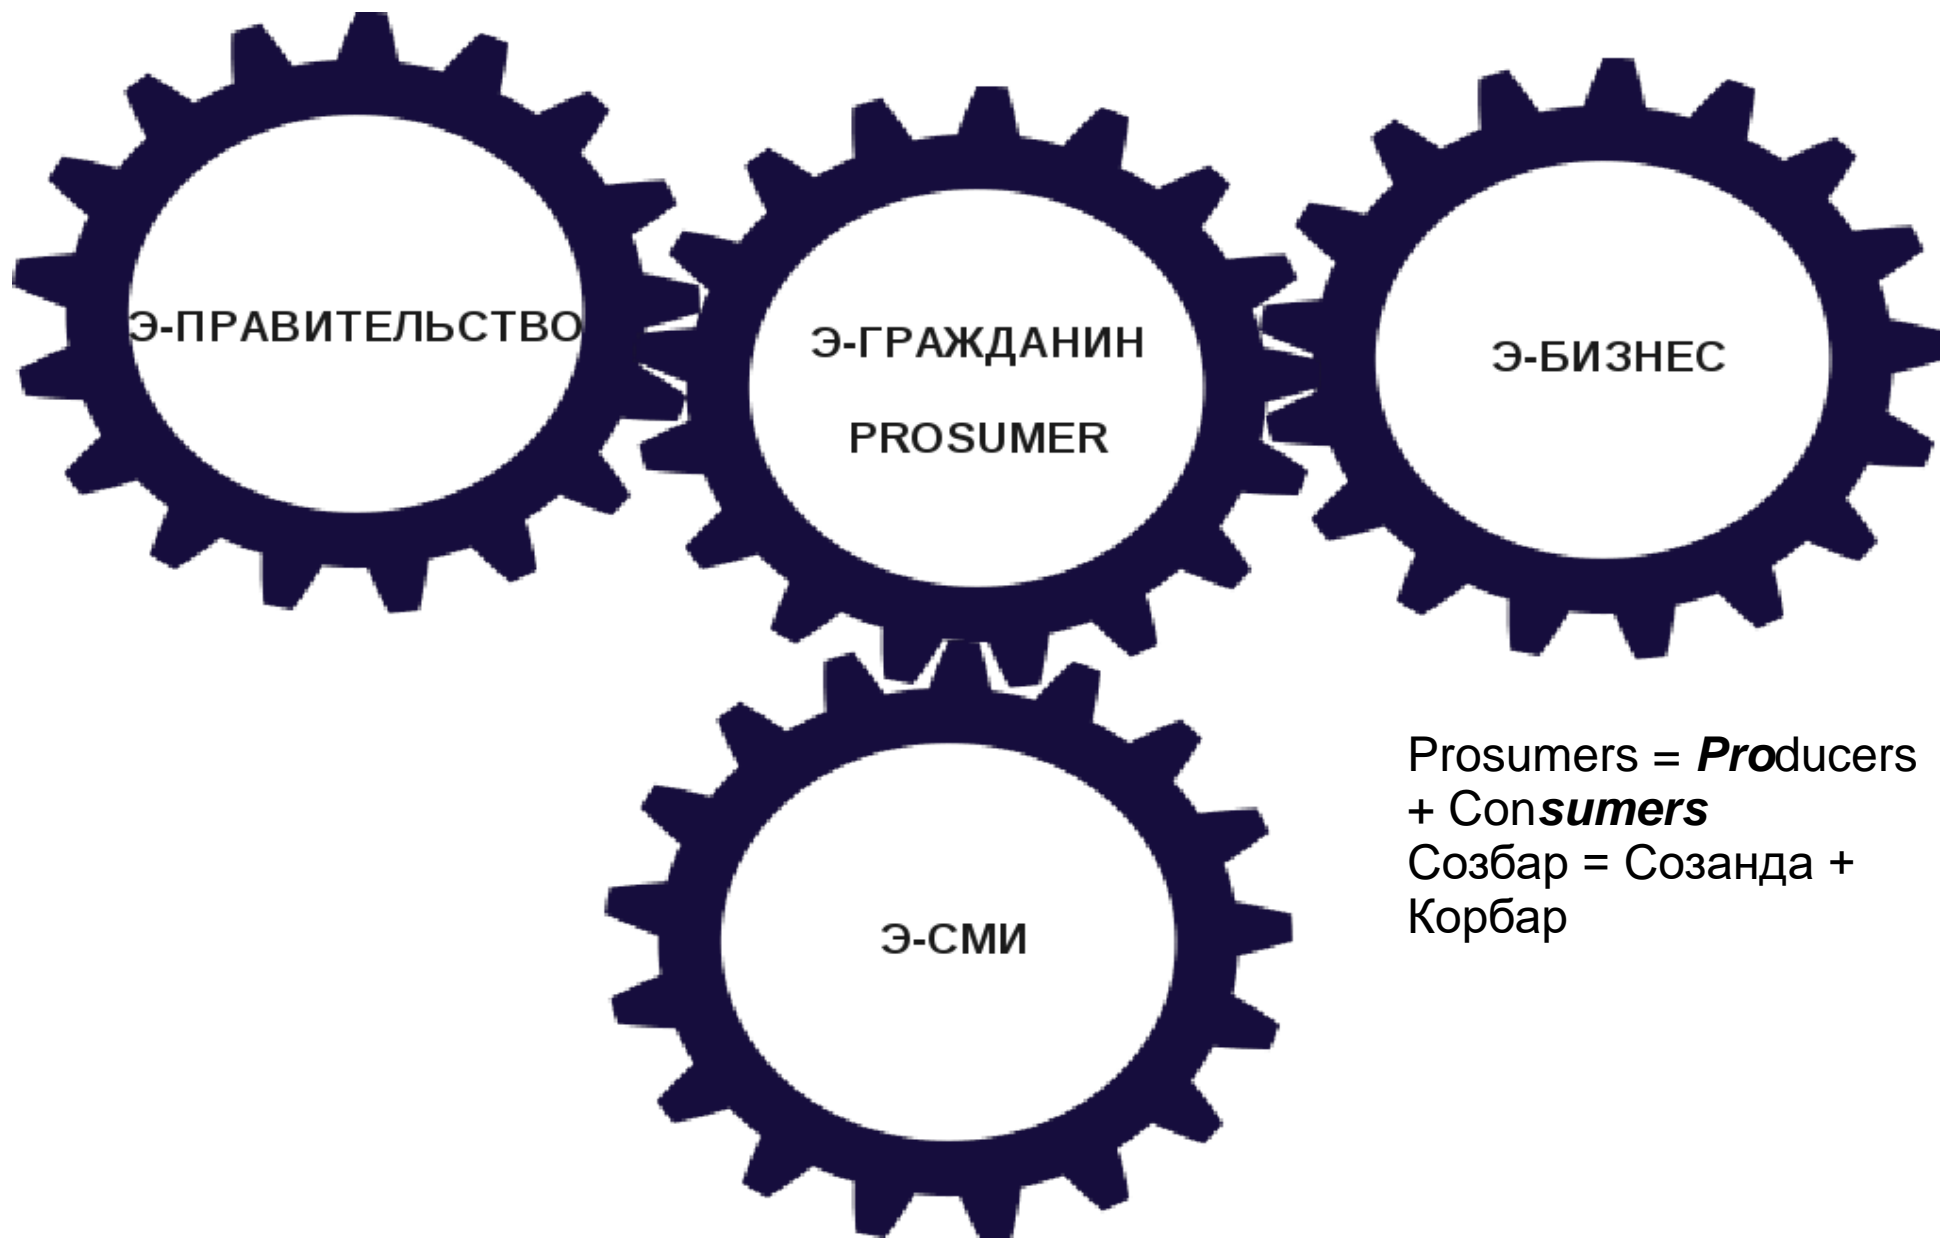 Э-ПРАВИТЕЛЬСТВО
Э-ГРАЖДАНИН
PROSUMER
Э-БИЗНЕС
Э-СМИ
Prosumers = Producers
+ Consumers
Созбар = Созанда +
Корбар